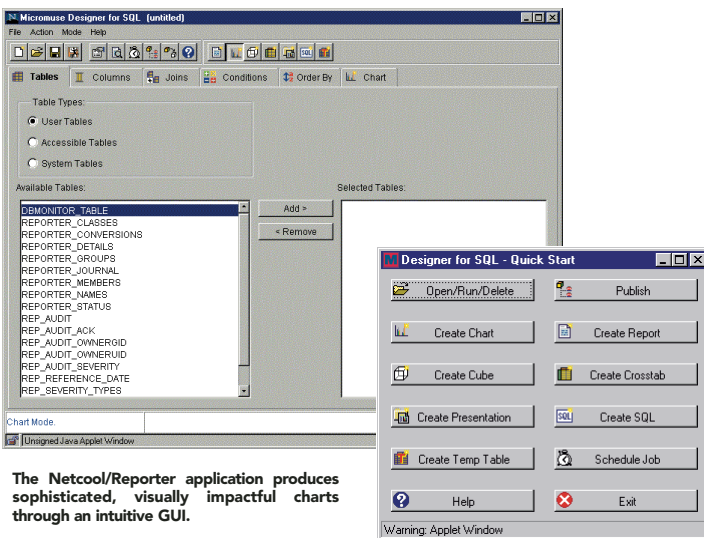 Micromuse Designer for SQL (untitled)
File Action Mode Help
Tables Columns Joins Conditions Order By Chart
Table Types:
User Tables
Accessible Tables
System Tables
Available Tables:
Selected Tables:
DBMONITOR_TABLE
REPORTER_CLASSES
REPORTER_CONVERSIONS
REPORTER_DETAILS
REPORTER_GROUPS
REPORTER_JOURNAL
REPORTER_MEMBERS
REPORTER_NAMES
REPORTER_STATUS
REP_AUDIT
REP_AUDIT_ACK
REP_AUDIT_OWNERGID
REP_AUDIT_OWNERUID
REP_AUDIT_SEVERITY
REP_REFERENCE_DATE
REP_SEVERITY_TYPES
Add >
< Remove
Chart Mode.
Unsigned Java Applet Window
Designer for SQL - Quick Start
Open/Run/Delete Publish
Create Chart Create Report
Create Cube Create Crosstab
Create Presentation SQL Create SQL
Create Temp Table Schedule Job
Help Exit
Warning: Applet Window
The Netcool/Reporter application produces
sophisticated, visually impactful charts
through an intuitive GUI.